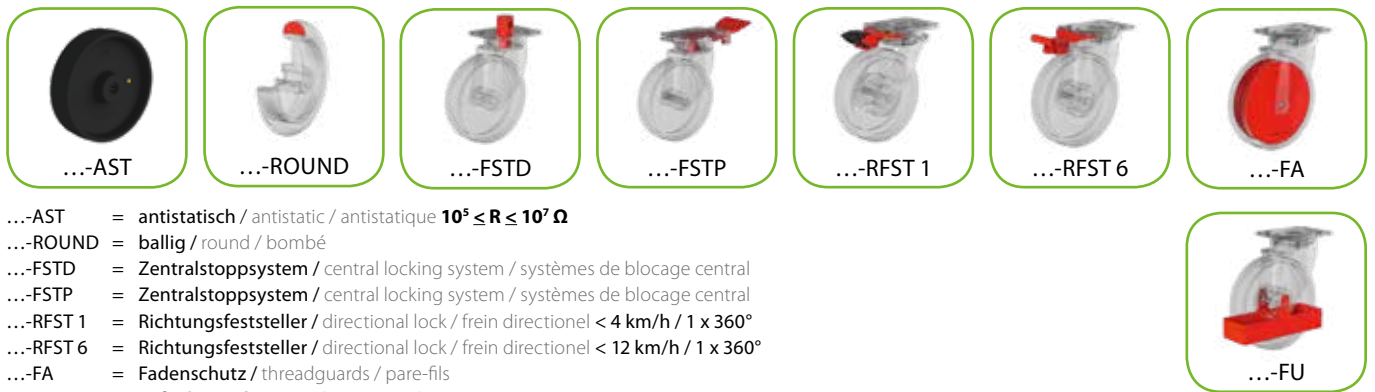 ...-AST
...-ROUND
...-FSTD
...-FSTP
...-RFST 1
...-RFST 6
...-FA
...-AST = antistatisch / antistatic / antistatique 10⁵ ≤ R ≤ 10⁷ Ω
...-ROUND = ballig / round / bombé
...-FSTD = Zentralstoppsystem / central locking system / systèmes de blocage central
...-FSTP = Zentralstoppsystem / central locking system / systèmes de blocage central
...-RFST 1 = Richtungsfeststeller / directional lock / frein directionel < 4 km/h / 1 x 360°
...-RFST 6 = Richtungsfeststeller / directional lock / frein directionel < 12 km/h / 1 x 360°
...-FA = Fadenschutz / threadguards / pare-fils
...-FU